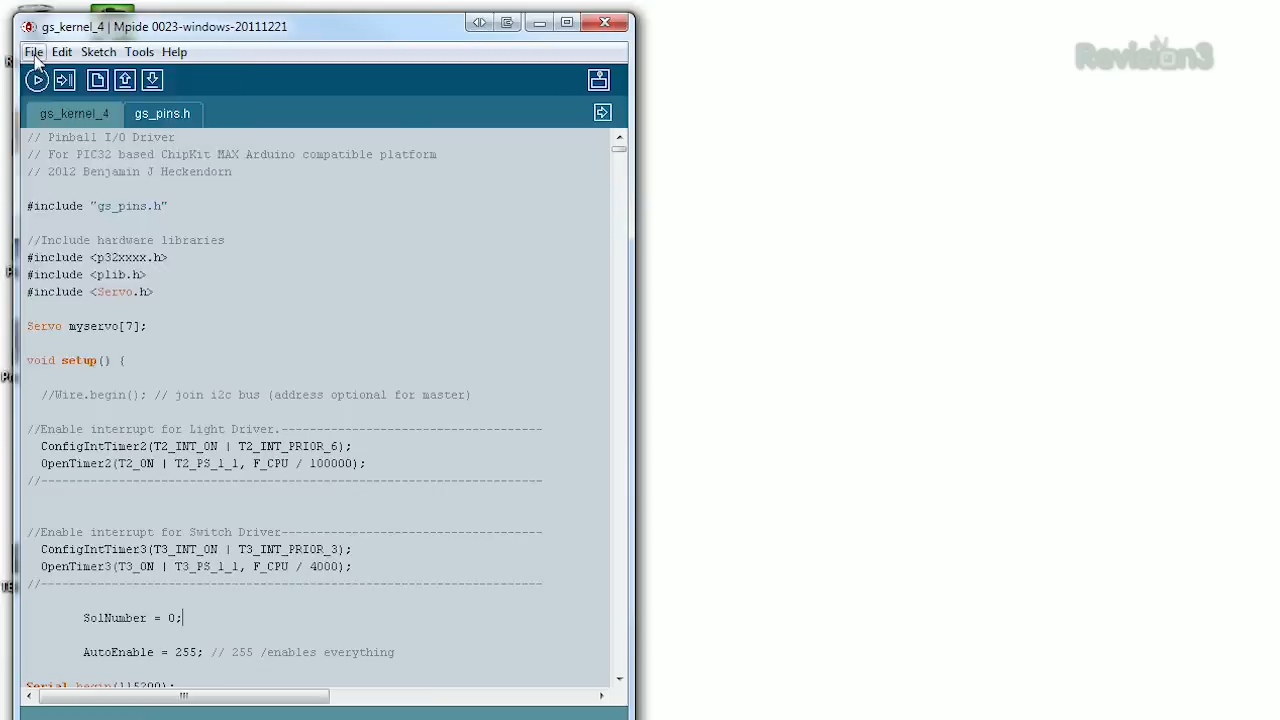 gs_kernel_4 | Mpide 0023-windows-20111221
File Edit Sketch Tools Help
Revision3
gs_kernel_4 gs_pins.h
// Pinball I/O Driver
// For PIC32 based ChipKit MAX Arduino compatible platform
// 2012 Benjamin J Heckendorn
#include "gs_pins.h"
//Include hardware libraries
#include <p32xxxx.h>
#include <plib.h>
#include <Servo.h>
Servo myservo[7];
void setup() {
//Wire.begin(); // join i2c bus (address optional for master)
//Enable interrupt for Light Driver.-------------------------------------
ConfigIntTimer2(T2_INT_ON | T2_INT_PRIOR_6);
OpenTimer2(T2_ON | T2_PS_1_1, F_CPU / 100000);
//-----------------------------------------------------------------------
//Enable interrupt for Switch Driver-------------------------------------
ConfigIntTimer3(T3_INT_ON | T3_INT_PRIOR_3);
OpenTimer3(T3_ON | T3_PS_1_1, F_CPU / 4000);
//-----------------------------------------------------------------------
SolNumber = 0;
AutoEnable = 255; // 255 /enables everything
Serial.begin(115200);